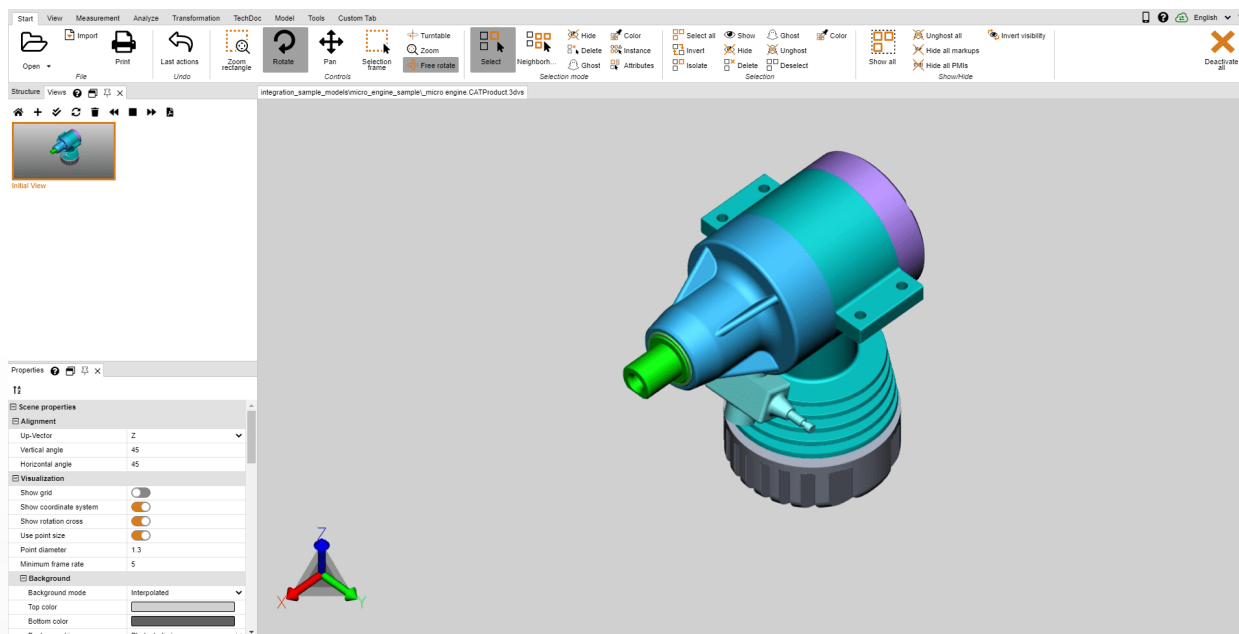 Start View Measurement Analyze Transformation TechDoc Model Tools Custom Tab English
Open Import Print
File
Last actions
Undo
Zoom rectangle Rotate Pan Selection frame Turntable Zoom Free rotate
Controls
Select Neighborh... Hide Delete Ghost Color Instance Attributes
Selection mode
Select all Invert Isolate Show Hide Delete Ghost Unghost Deselect Color
Selection
Show all Unghost all Hide all markups Hide all PMIs Invert visibility
Show/Hide
Deactivate all
Structure Views
integration_sample_models\micro_engine_sample\_micro engine.CATProduct.3dvs
Initial View
Properties
Scene properties
Alignment
Up-Vector Z
Vertical angle 45
Horizontal angle 45
Visualization
Show grid
Show coordinate system
Show rotation cross
Use point size
Point diameter 1.3
Minimum frame rate 5
Background
Background mode Interpolated
Top color
Bottom color
Z
X Y